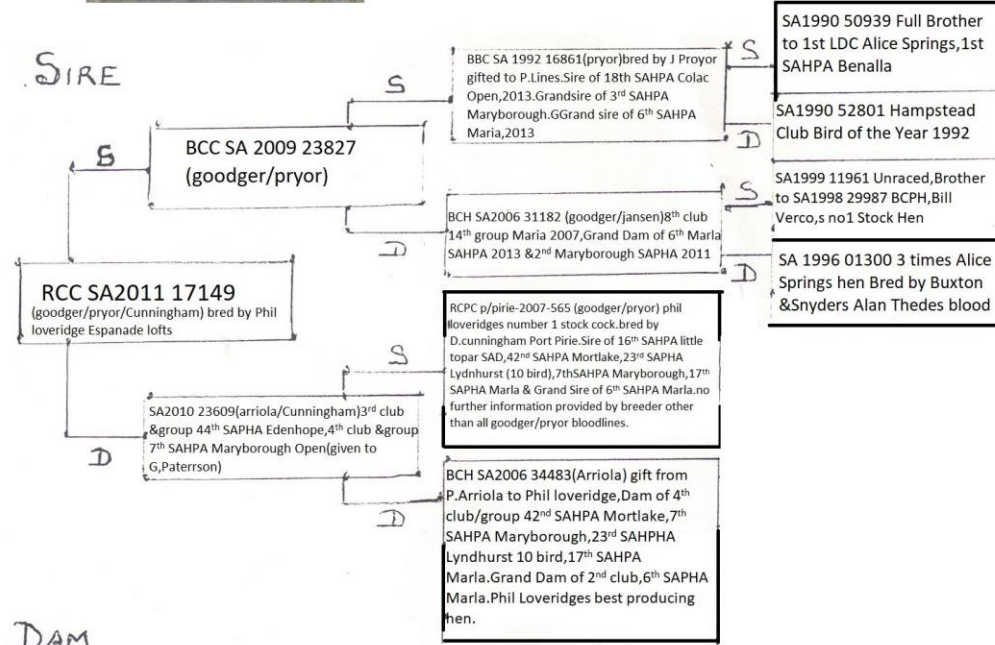 SIRE
S
BCC SA 2009 23827
(goodger/pryor)
S
BBC SA 1992 16861(pryor)bred by J Proyor
gifted to P.Lines.Sire of 18th SAHPA Colac
Open,2013.Grandsire of 3rd SAHPA
Maryborough.GGrand sire of 6th SAHPA
Maria,2013
S
SA1990 50939 Full Brother
to 1st LDC Alice Springs,1st
SAHPA Benalla
D
SA1990 52801 Hampstead
Club Bird of the Year 1992
D
BCH SA2006 31182 (goodger/jansen)8th club
14th group Maria 2007,Grand Dam of 6th Marla
SAHPA 2013 &2nd Maryborough SAPHA 2011
S
SA1999 11961 Unraced,Brother
to SA1998 29987 BCPH,Bill
Verco,s no1 Stock Hen
D
SA 1996 01300 3 times Alice
Springs hen Bred by Buxton
&Snyders Alan Thedes blood
RCC SA2011 17149
(goodger/pryor/Cunningham) bred by Phil
loveridge Espanade lofts
D
SA2010 23609(arriola/Cunningham)3rd club
&group 44th SAPHA Edenhope,4th club &group
7th SAHPA Maryborough Open(given to
G,Paterrson)
S
RCPC p/pirie-2007-565 (goodger/pryor) phil
loveridges number 1 stock cock.bred by
D.cunningham Port Pirie.Sire of 16th SAHPA little
topar SAD,42nd SAHPA Mortlake,23rd SAPHA
Lydnhurst (10 bird),7thSAHPA Maryborough,17th
SAPHA Marla & Grand Sire of 6th SAHPA Marla.no
further information provided by breeder other
than all goodger/pryor bloodlines.
D
BCH SA2006 34483(Arriola) gift from
P.Arriola to Phil loveridge,Dam of 4th
club/group 42nd SAHPA Mortlake,7th
SAHPA Maryborough,23rd SAHPHA
Lyndhurst 10 bird,17th SAHPA
Marla.Grand Dam of 2nd club,6th SAPHA
Marla.Phil Loveridges best producing
hen.
DAM